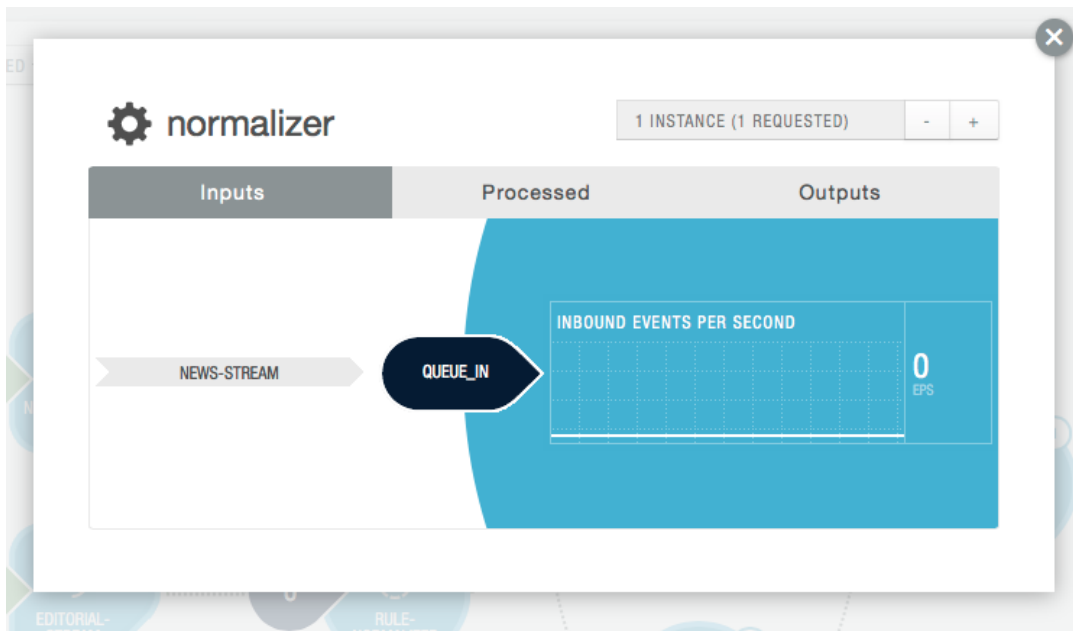 ED
normalizer
1 INSTANCE (1 REQUESTED)
-
+
Inputs
Processed
Outputs
INBOUND EVENTS PER SECOND
NEWS-STREAM
QUEUE_IN
0
EPS
N
EDITORIAL-
RULE-